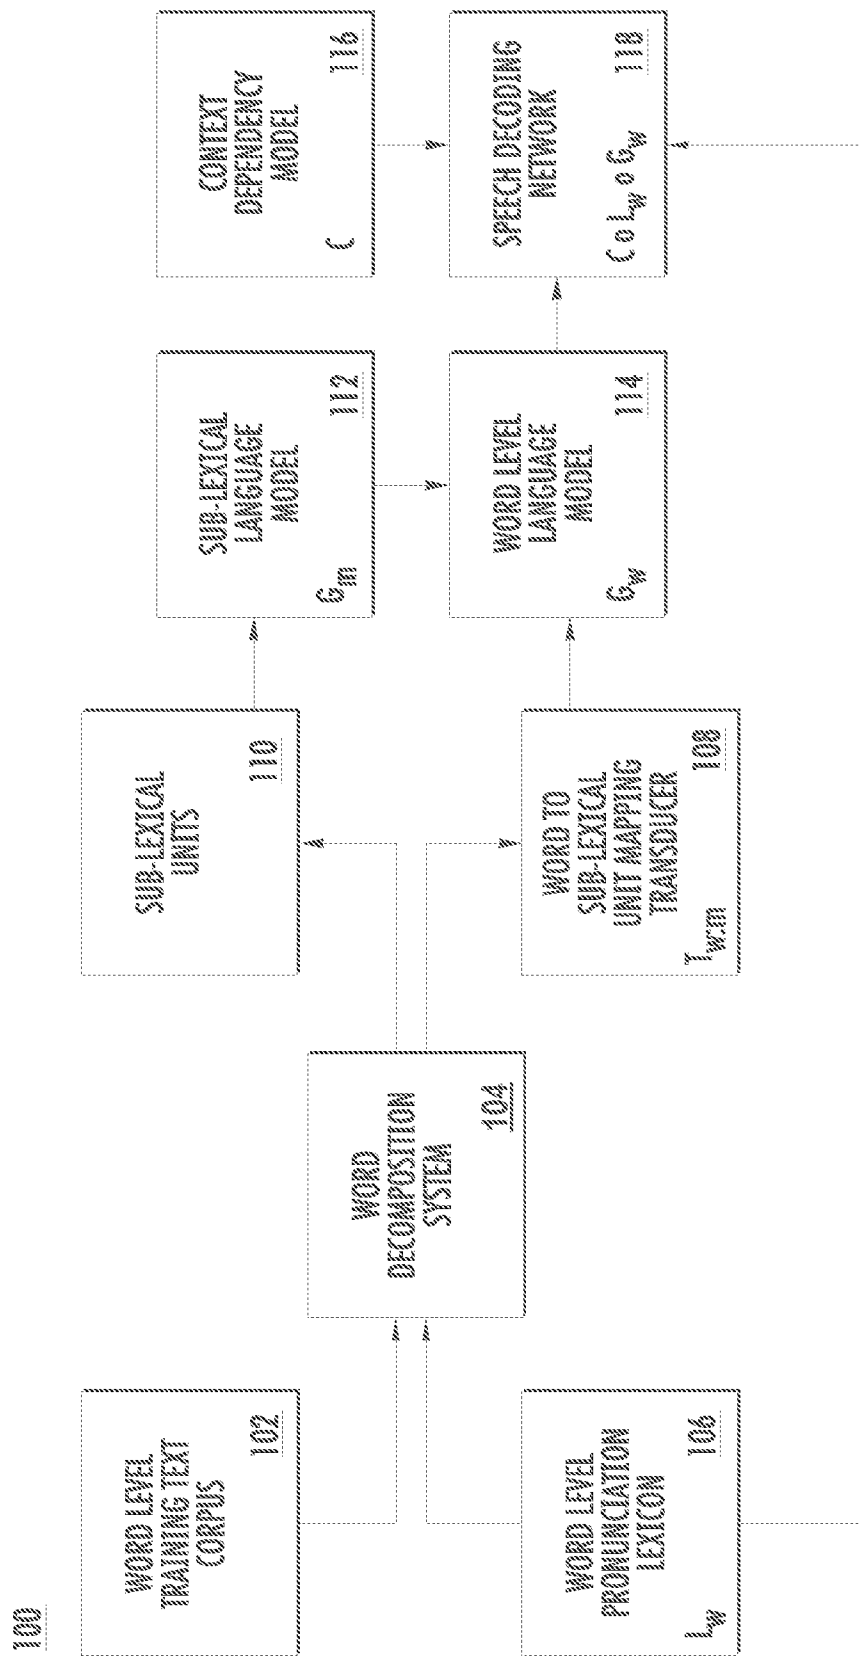 100
WORD LEVEL
TRAINING TEXT
CORPUS
102
WORD LEVEL
PRONUNCIATION
LEXICON
106
Lw
WORD
DECOMPOSITION
SYSTEM
104
SUB-LEXICAL
UNITS
110
WORD TO
SUB-LEXICAL
UNIT MAPPING
TRANSDUCER
108
Tw:m
SUB-LEXICAL
LANGUAGE
MODEL
112
Gm
WORD LEVEL
LANGUAGE
MODEL
114
Gw
CONTEXT
DEPENDENCY
MODEL
116
C
SPEECH DECODING
NETWORK
118
C o Lw o Gw